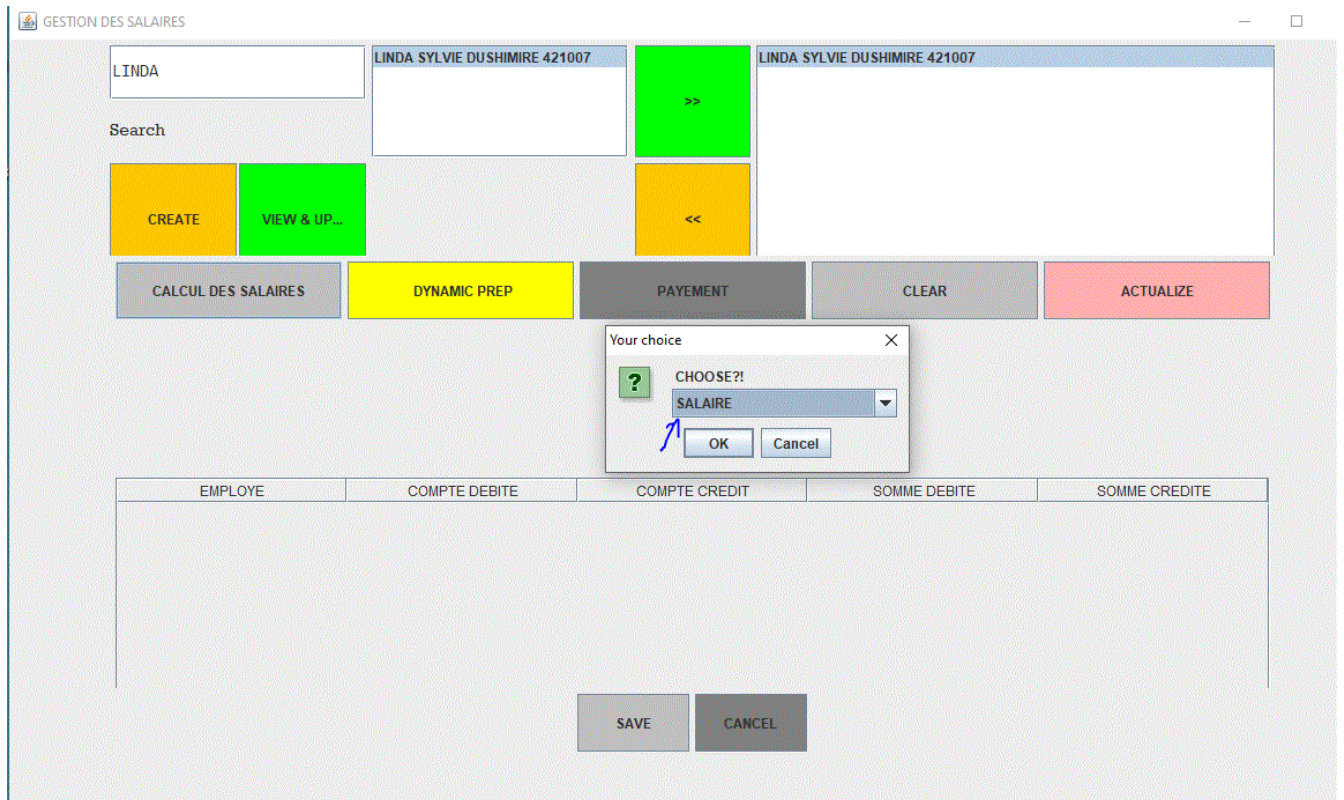 GESTION DES SALAIRES
LINDA
LINDA SYLVIE DUSHIMIRE 421007
>>
LINDA SYLVIE DUSHIMIRE 421007
Search
CREATE
VIEW & UP...
<<
CALCUL DES SALAIRES
DYNAMIC PREP
PAYEMENT
CLEAR
ACTUALIZE
Your choice
?
CHOOSE?!
SALAIRE
OK
Cancel
EMPLOYE
COMPTE DEBITE
COMPTE CREDIT
SOMME DEBITE
SOMME CREDITE
SAVE
CANCEL